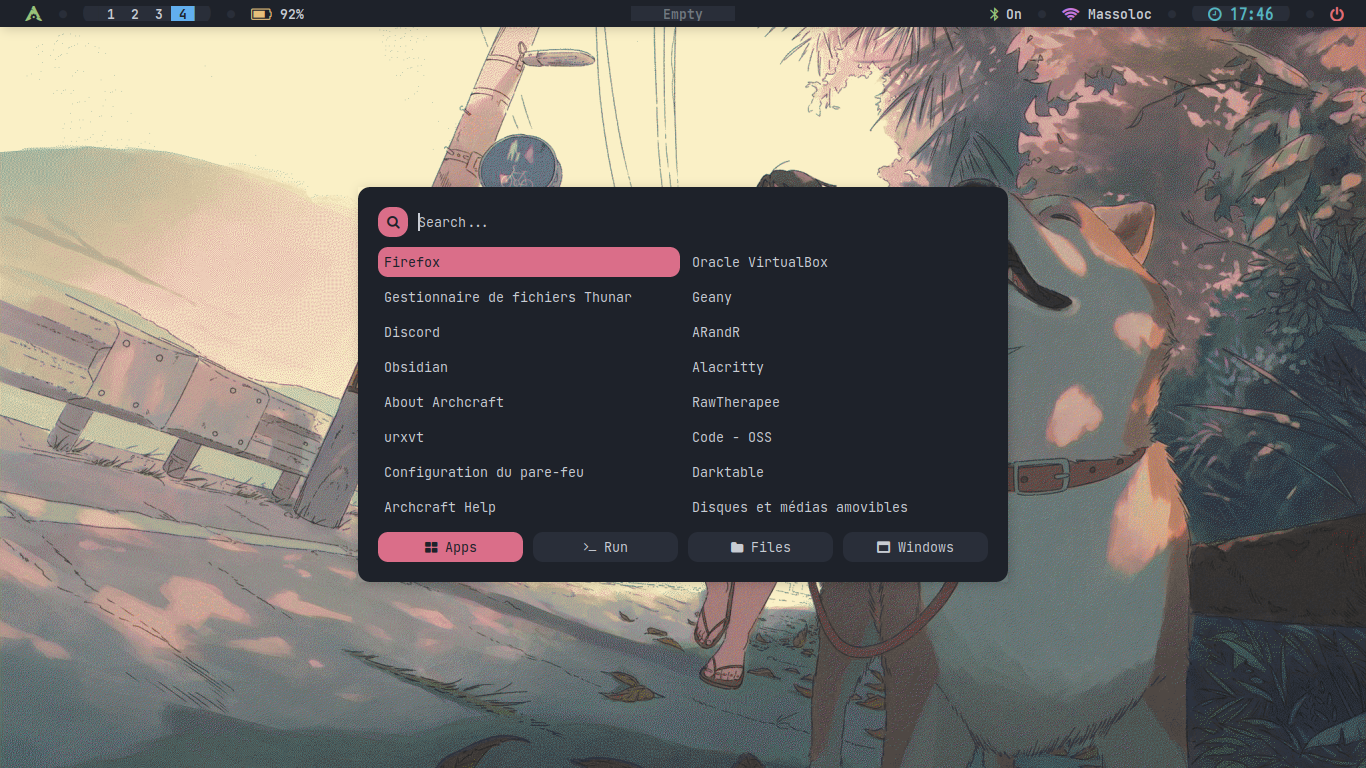 1 2 3 4 92% Empty On Massoloc 17:46
Search...
Firefox Oracle VirtualBox
Gestionnaire de fichiers Thunar Geany
Discord ARandR
Obsidian Alacritty
About Archcraft RawTherapee
urxvt Code - OSS
Configuration du pare-feu Darktable
Archcraft Help Disques et médias amovibles
Apps >_ Run Files Windows